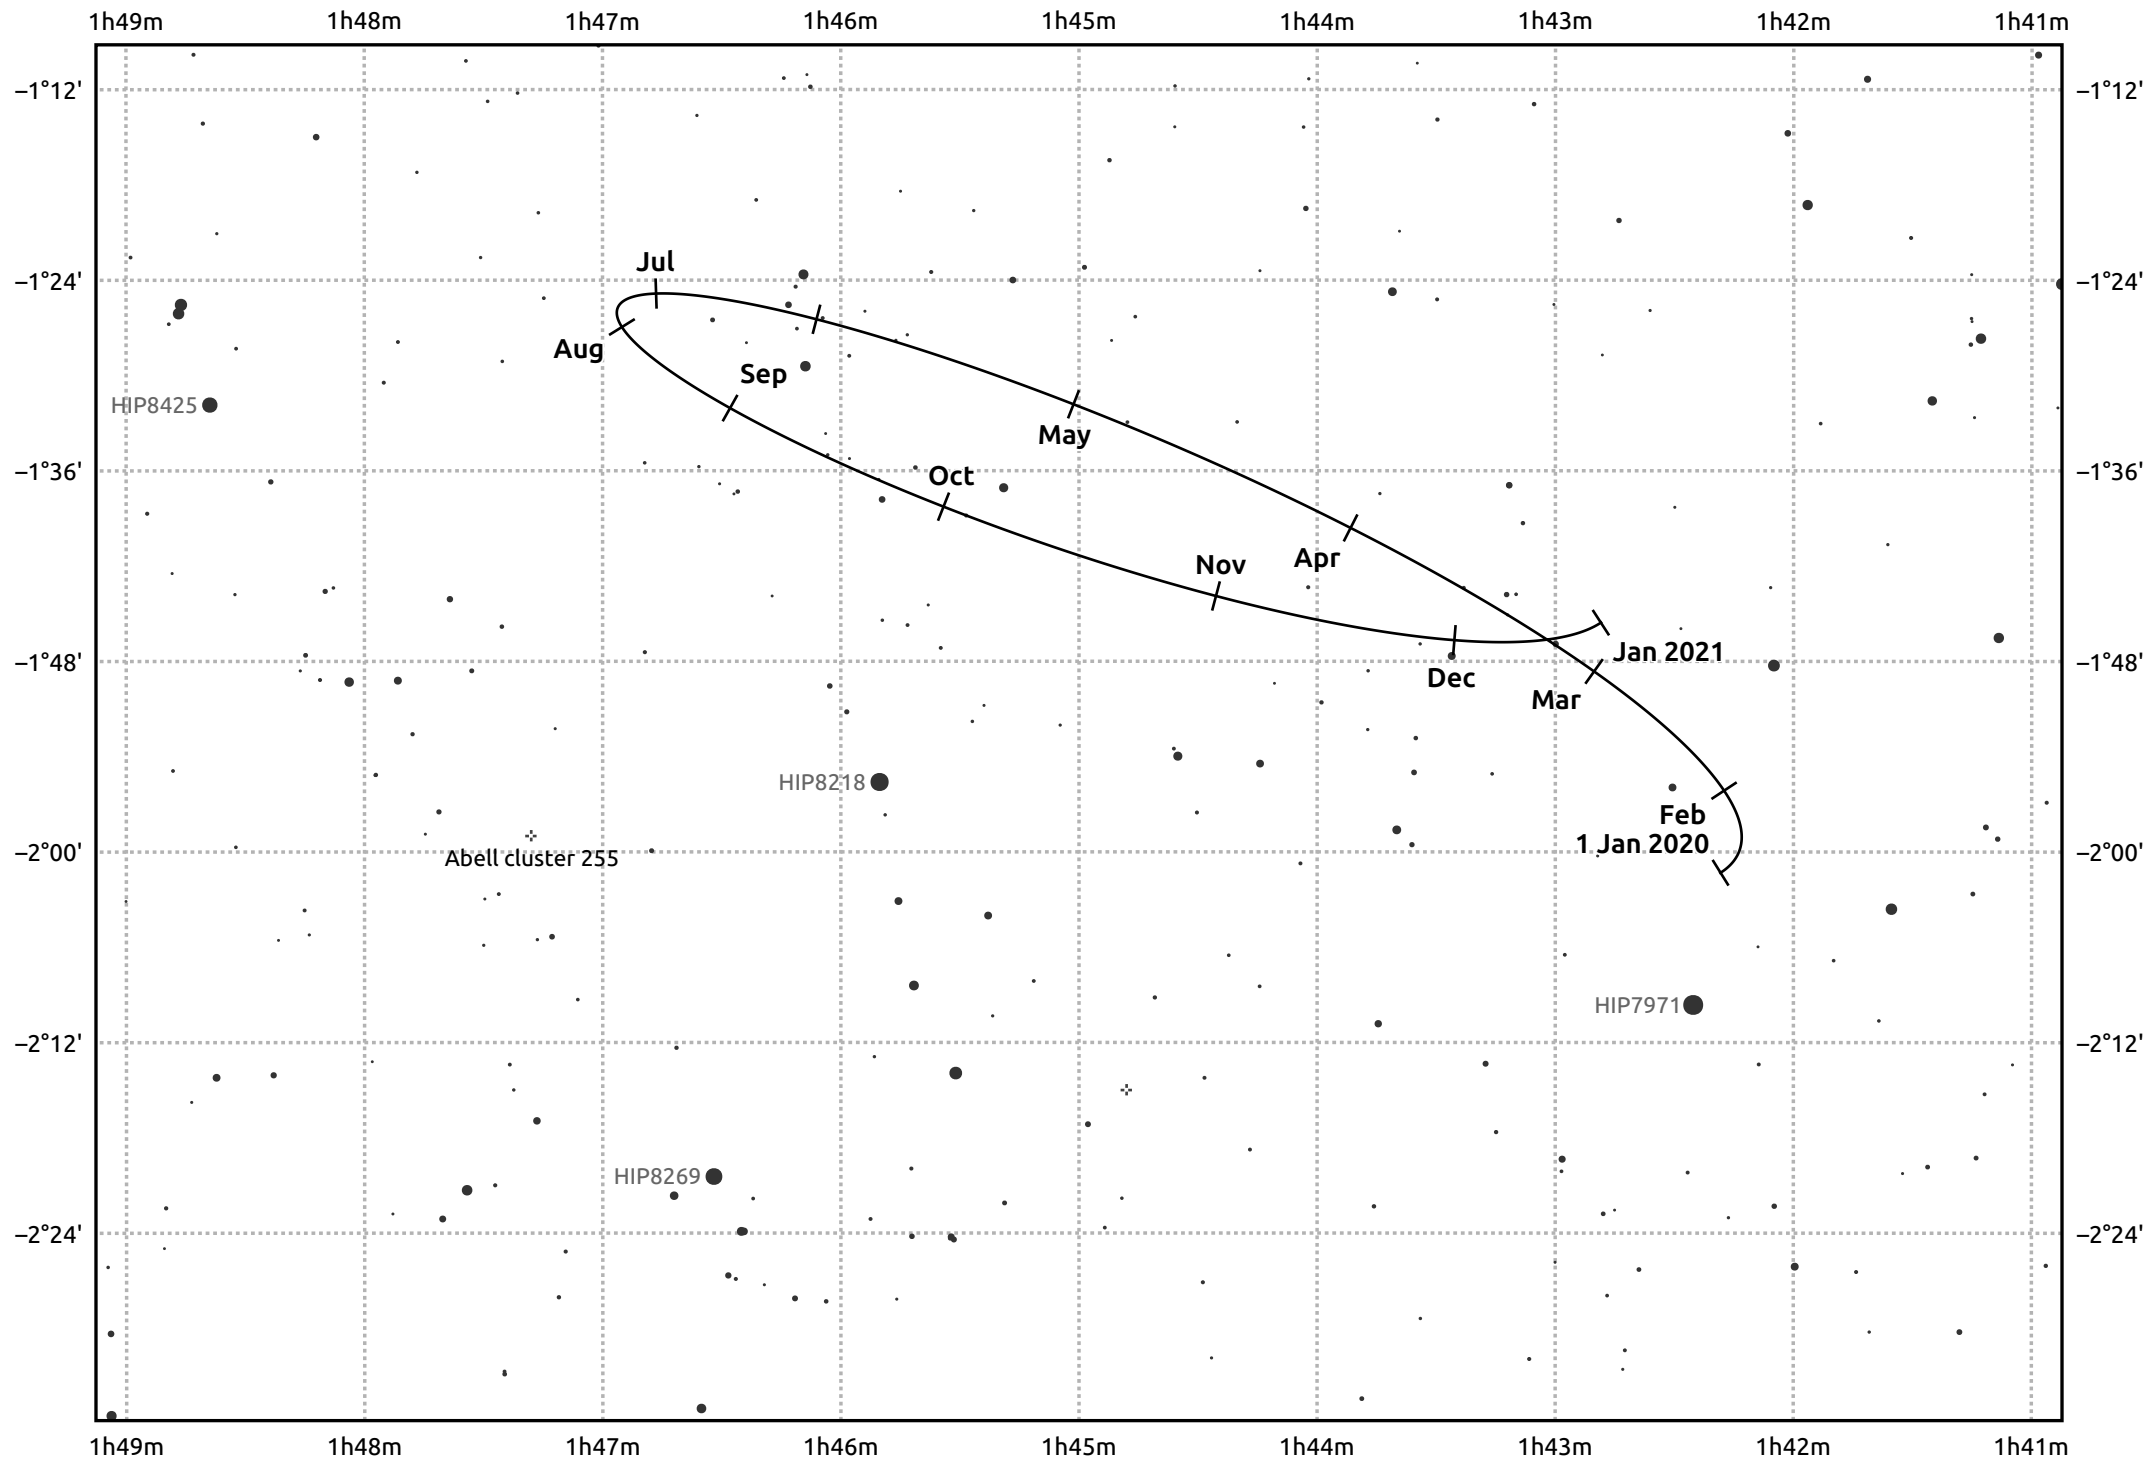 1h49m 1h48m 1h47m 1h46m 1h45m 1h44m 1h43m 1h42m 1h41m
–1°12' –1°12'
Jul
–1°24' –1°24'
Aug
Sep
HIP8425
May
–1°36' –1°36'
Oct
Apr
Nov
Jan 2021
–1°48' –1°48'
Dec
Mar
HIP8218
Feb
1 Jan 2020
–2°00' –2°00'
Abell cluster 255
HIP7971
–2°12' –2°12'
HIP8269
–2°24' –2°24'
1h49m 1h48m 1h47m 1h46m 1h45m 1h44m 1h43m 1h42m 1h41m